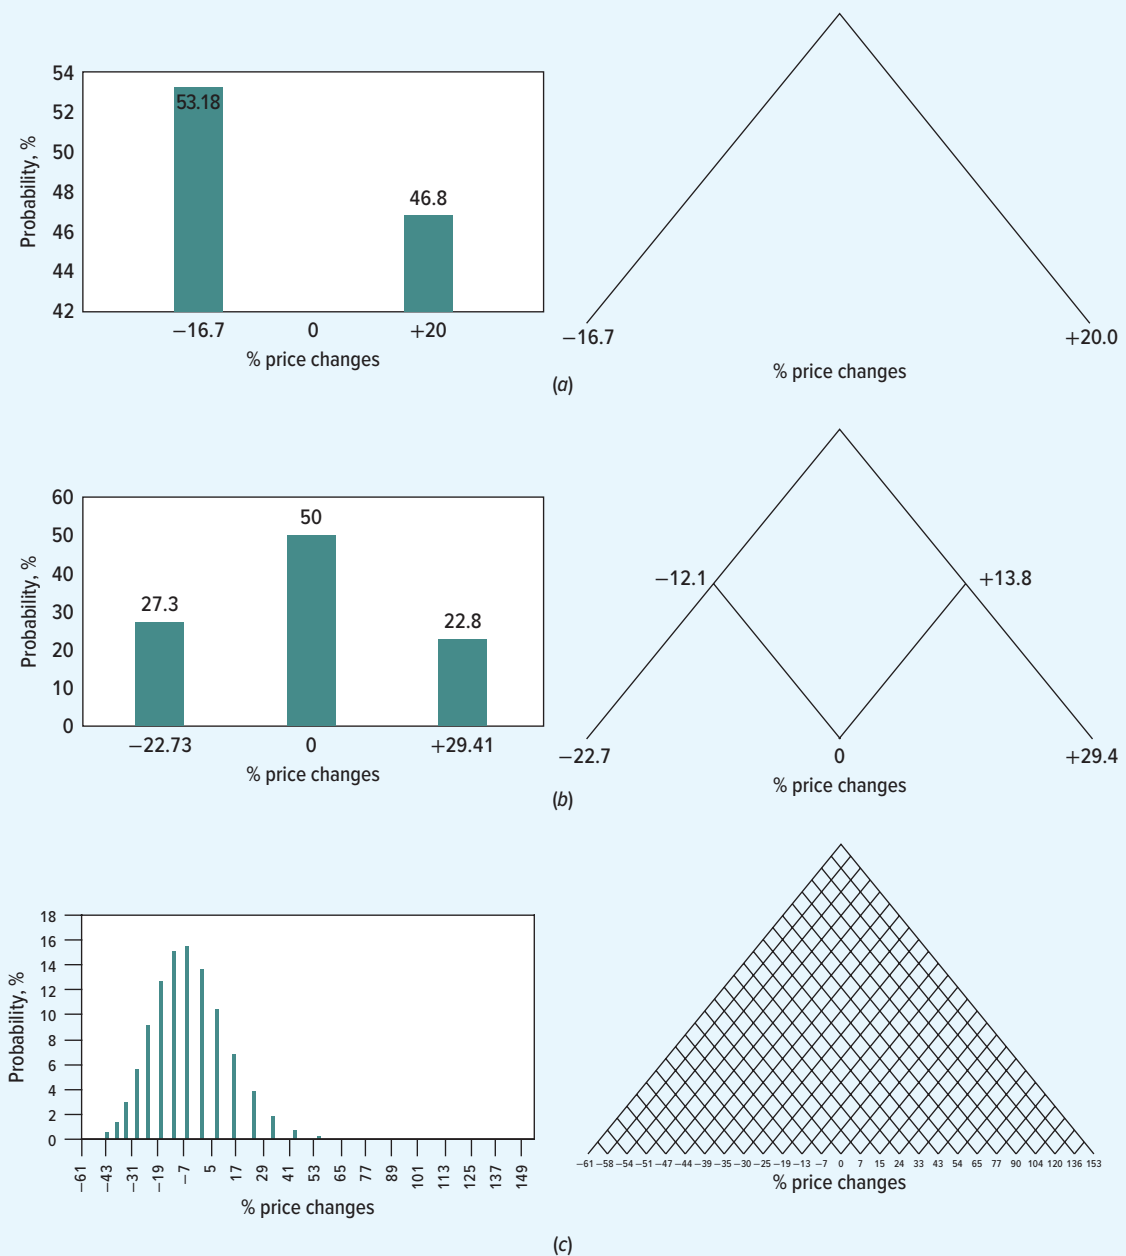 54
52
50
48
46
44
42
Probability, %
53.18
46.8
−16.7 0 +20
% price changes
−16.7 +20.0
% price changes
(a)
60
50
40
30
20
10
0
Probability, %
27.3
50
22.8
−22.73 0 +29.41
% price changes
−12.1 +13.8
−22.7 0 +29.4
% price changes
(b)
18
16
14
12
10
8
6
4
2
0
Probability, %
−61 −43 −31 −19 −7 5 17 29 41 53 65 77 89 101 113 125 137 149
% price changes
−61 −58 −54 −51 −47 −44 −39 −35 −30 −25 −19 −13 −7 0 7 15 24 33 43 54 65 77 90 104 120 136 153
% price changes
(c)